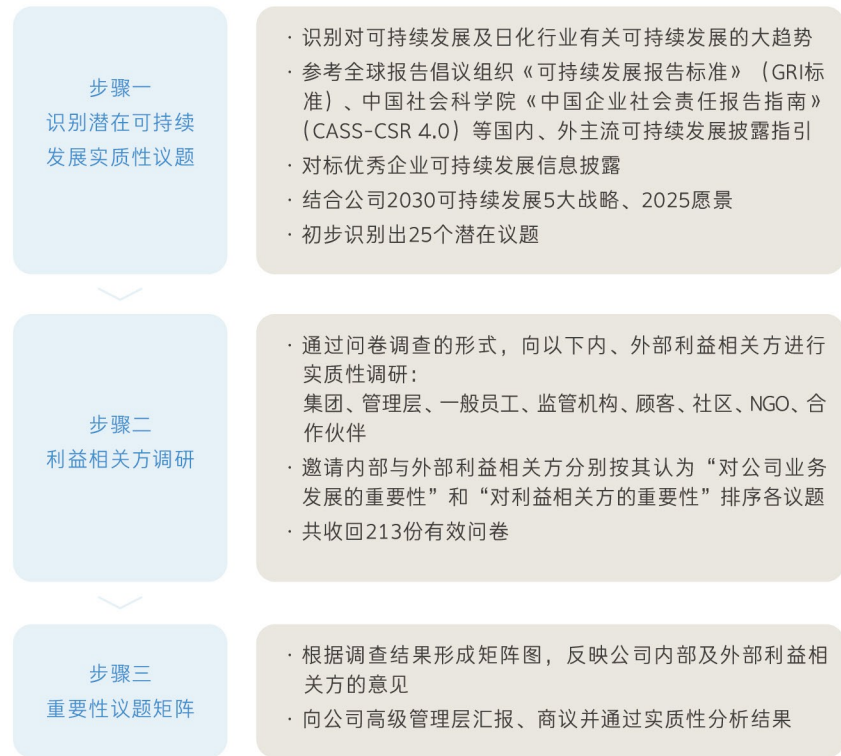 步骤一
识别潜在可持续
发展实质性议题
· 识别对可持续发展及日化行业有关可持续发展的大趋势
· 参考全球报告倡议组织《可持续发展报告标准》（GRI标
准）、中国社会科学院《中国企业社会责任报告指南》
（CASS-CSR 4.0）等国内、外主流可持续发展披露指引
· 对标优秀企业可持续发展信息披露
· 结合公司2030可持续发展5大战略、2025愿景
· 初步识别出25个潜在议题
步骤二
利益相关方调研
· 通过问卷调查的形式，向以下内、外部利益相关方进行
实质性调研：
集团、管理层、一般员工、监管机构、顾客、社区、NGO、合
作伙伴
· 邀请内部与外部利益相关方分别按其认为“对公司业务
发展的重要性”和“对利益相关方的重要性”排序各议题
· 共收回213份有效问卷
步骤三
重要性议题矩阵
· 根据调查结果形成矩阵图，反映公司内部及外部利益相
关方的意见
· 向公司高级管理层汇报、商议并通过实质性分析结果